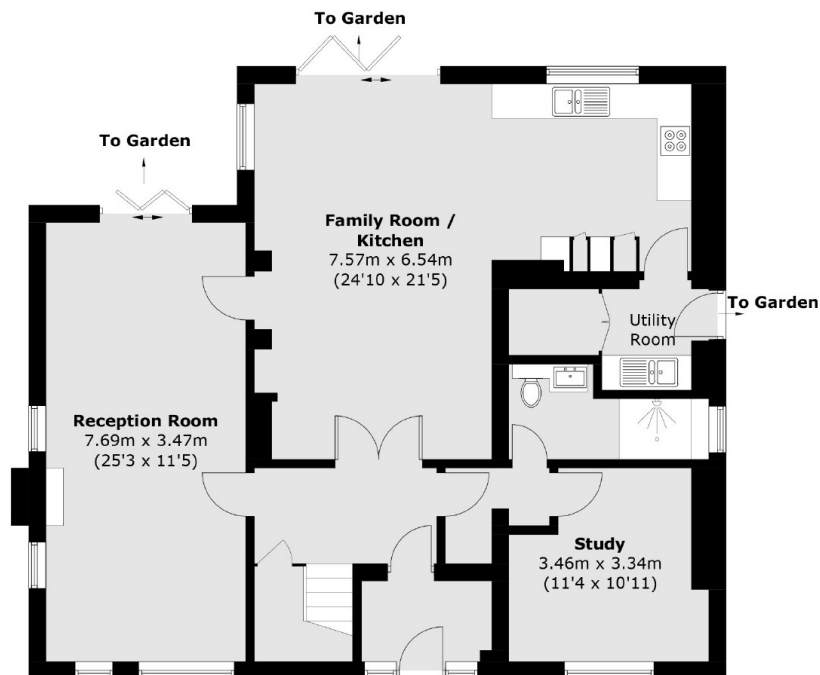 To Garden
To Garden
Family Room /
Kitchen
7.57m x 6.54m
(24'10 x 21'5)
To Garden
Utility
Room
Reception Room
7.69m x 3.47m
(25'3 x 11'5)
Study
3.46m x 3.34m
(11'4 x 10'11)